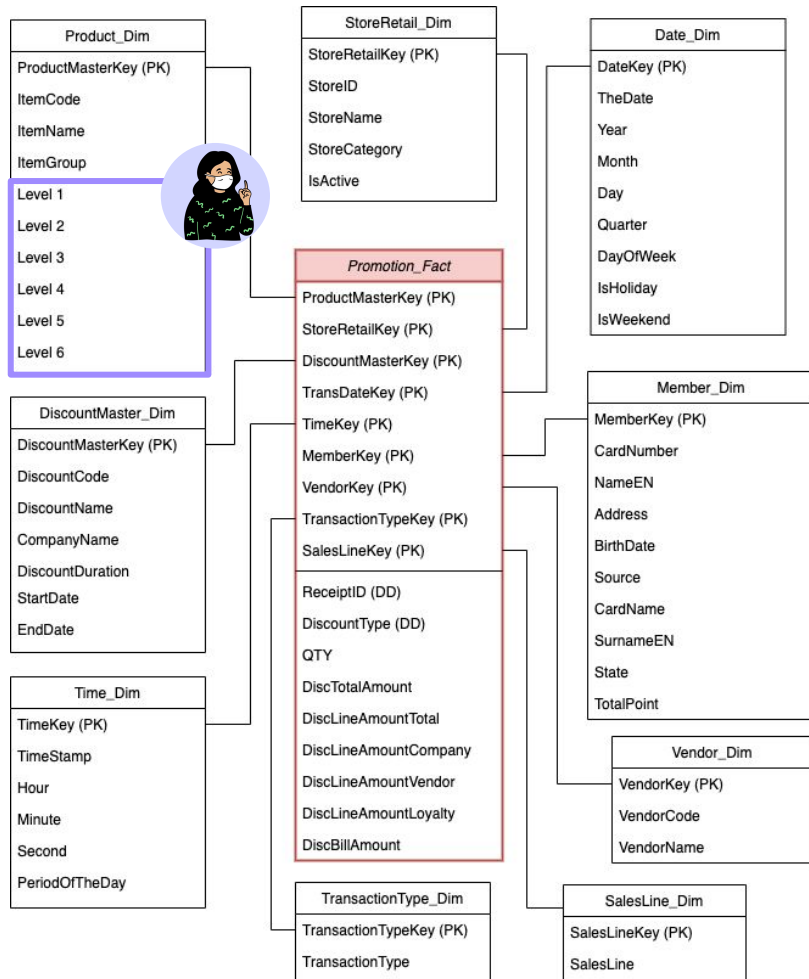 Product_Dim
ProductMasterKey (PK)
ItemCode
ItemName
ItemGroup
Level 1
Level 2
Level 3
Level 4
Level 5
Level 6
StoreRetail_Dim
StoreRetailKey (PK)
StoreID
StoreName
StoreCategory
IsActive
Date_Dim
DateKey (PK)
TheDate
Year
Month
Day
Quarter
DayOfWeek
IsHoliday
IsWeekend
Promotion_Fact
ProductMasterKey (PK)
StoreRetailKey (PK)
DiscountMasterKey (PK)
TransDateKey (PK)
TimeKey (PK)
MemberKey (PK)
VendorKey (PK)
TransactionTypeKey (PK)
SalesLineKey (PK)
ReceiptID (DD)
DiscountType (DD)
QTY
DiscTotalAmount
DiscLineAmountTotal
DiscLineAmountCompany
DiscLineAmountVendor
DiscLineAmountLoyalty
DiscBillAmount
DiscountMaster_Dim
DiscountMasterKey (PK)
DiscountCode
DiscountName
CompanyName
DiscountDuration
StartDate
EndDate
Member_Dim
MemberKey (PK)
CardNumber
NameEN
Address
BirthDate
Source
CardName
SurnameEN
State
TotalPoint
Time_Dim
TimeKey (PK)
TimeStamp
Hour
Minute
Second
PeriodOfTheDay
Vendor_Dim
VendorKey (PK)
VendorCode
VendorName
TransactionType_Dim
TransactionTypeKey (PK)
TransactionType
SalesLine_Dim
SalesLineKey (PK)
SalesLine